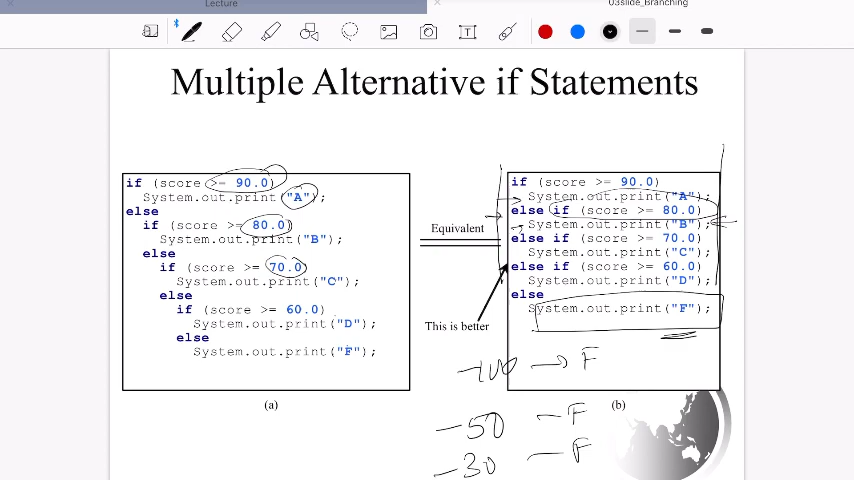 Lecture
03slide_Branching
Multiple Alternative if Statements
if (score >= 90.0)
System.out.print("A");
else
if (score >= 80.0)
System.out.print("B");
else
if (score >= 70.0)
System.out.print("C");
else
if (score >= 60.0)
System.out.print("D");
else
System.out.print("F");
(a)
Equivalent
This is better
if (score >= 90.0)
System.out.print("A");
else if (score >= 80.0)
System.out.print("B");
else if (score >= 70.0)
System.out.print("C");
else if (score >= 60.0)
System.out.print("D");
else
System.out.print("F");
(b)
-100 → F
-50 - F
-30 - F